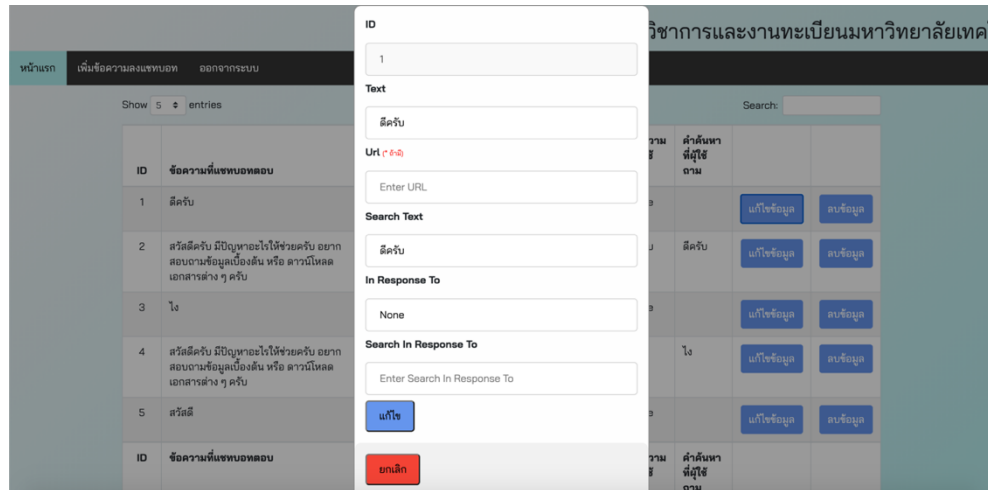 วิชาการและงานทะเบียนมหาวิทยาลัยเทค
หน้าแรก เพิ่มข้อความลงแชทบอท ออกจากระบบ
Show 5 entries
Search:
ID ข้อความที่แชทบอทตอบ
คำค้นหา
ที่ผู้ใช้
ถาม
1 ดีครับ
แก้ไขข้อมูล ลบข้อมูล
2 สวัสดีครับ มีปัญหาอะไรให้ช่วยครับ อยาก
สอบถามข้อมูลเบื้องต้น หรือ ดาวน์โหลด
เอกสารต่าง ๆ ครับ
ดีครับ แก้ไขข้อมูล ลบข้อมูล
3 ไง
แก้ไขข้อมูล ลบข้อมูล
4 สวัสดีครับ มีปัญหาอะไรให้ช่วยครับ อยาก
สอบถามข้อมูลเบื้องต้น หรือ ดาวน์โหลด
เอกสารต่าง ๆ ครับ
ไง แก้ไขข้อมูล ลบข้อมูล
5 สวัสดี
แก้ไขข้อมูล ลบข้อมูล
ID ข้อความที่แชทบอทตอบ
คำค้นหา
ที่ผู้ใช้
ถาม
ID
1
Text
ดีครับ
Url (* ถ้ามี)
Enter URL
Search Text
ดีครับ
In Response To
None
Search In Response To
Enter Search In Response To
แก้ไข
ยกเลิก